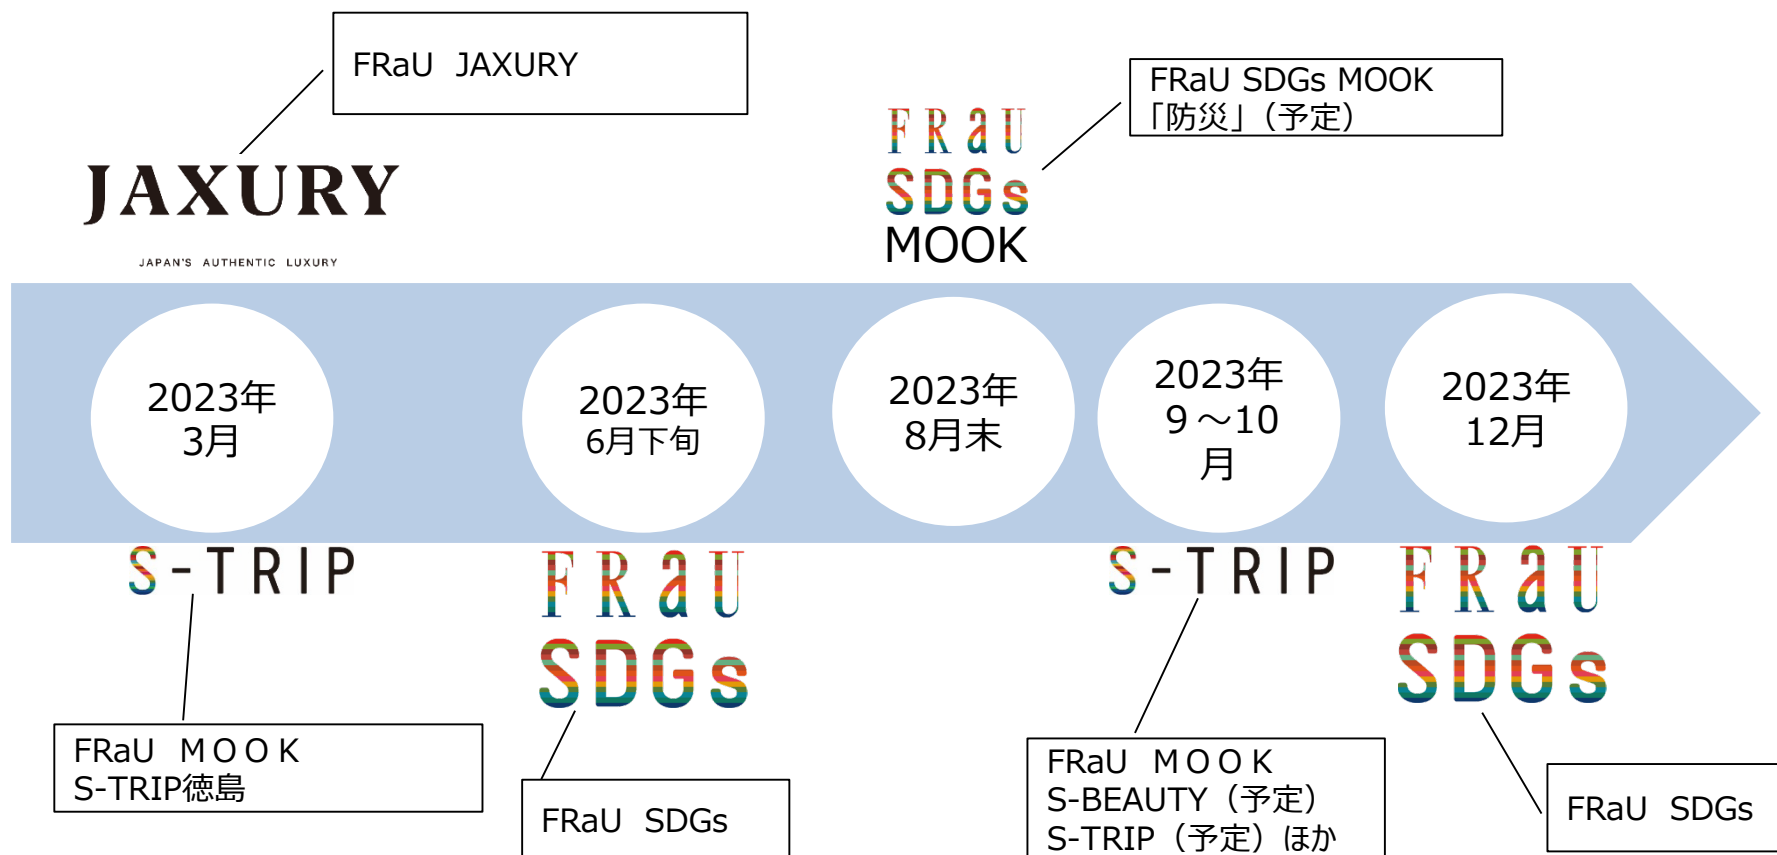 FRaU JAXURY
FRaU SDGs MOOK
「防災」（予定）
JAXURY
JAPAN'S AUTHENTIC LUXURY
FRaU
SDGs
MOOK
2023年
3月
2023年
6月下旬
2023年
8月末
2023年
９～10
月
2023年
12月
S-TRIP
FRaU
SDGs
S-TRIP
FRaU
SDGs
FRaU ＭＯＯＫ
S-TRIP徳島
FRaU SDGs
FRaU ＭＯＯＫ
S-BEAUTY（予定）
S-TRIP（予定）ほか
FRaU SDGs